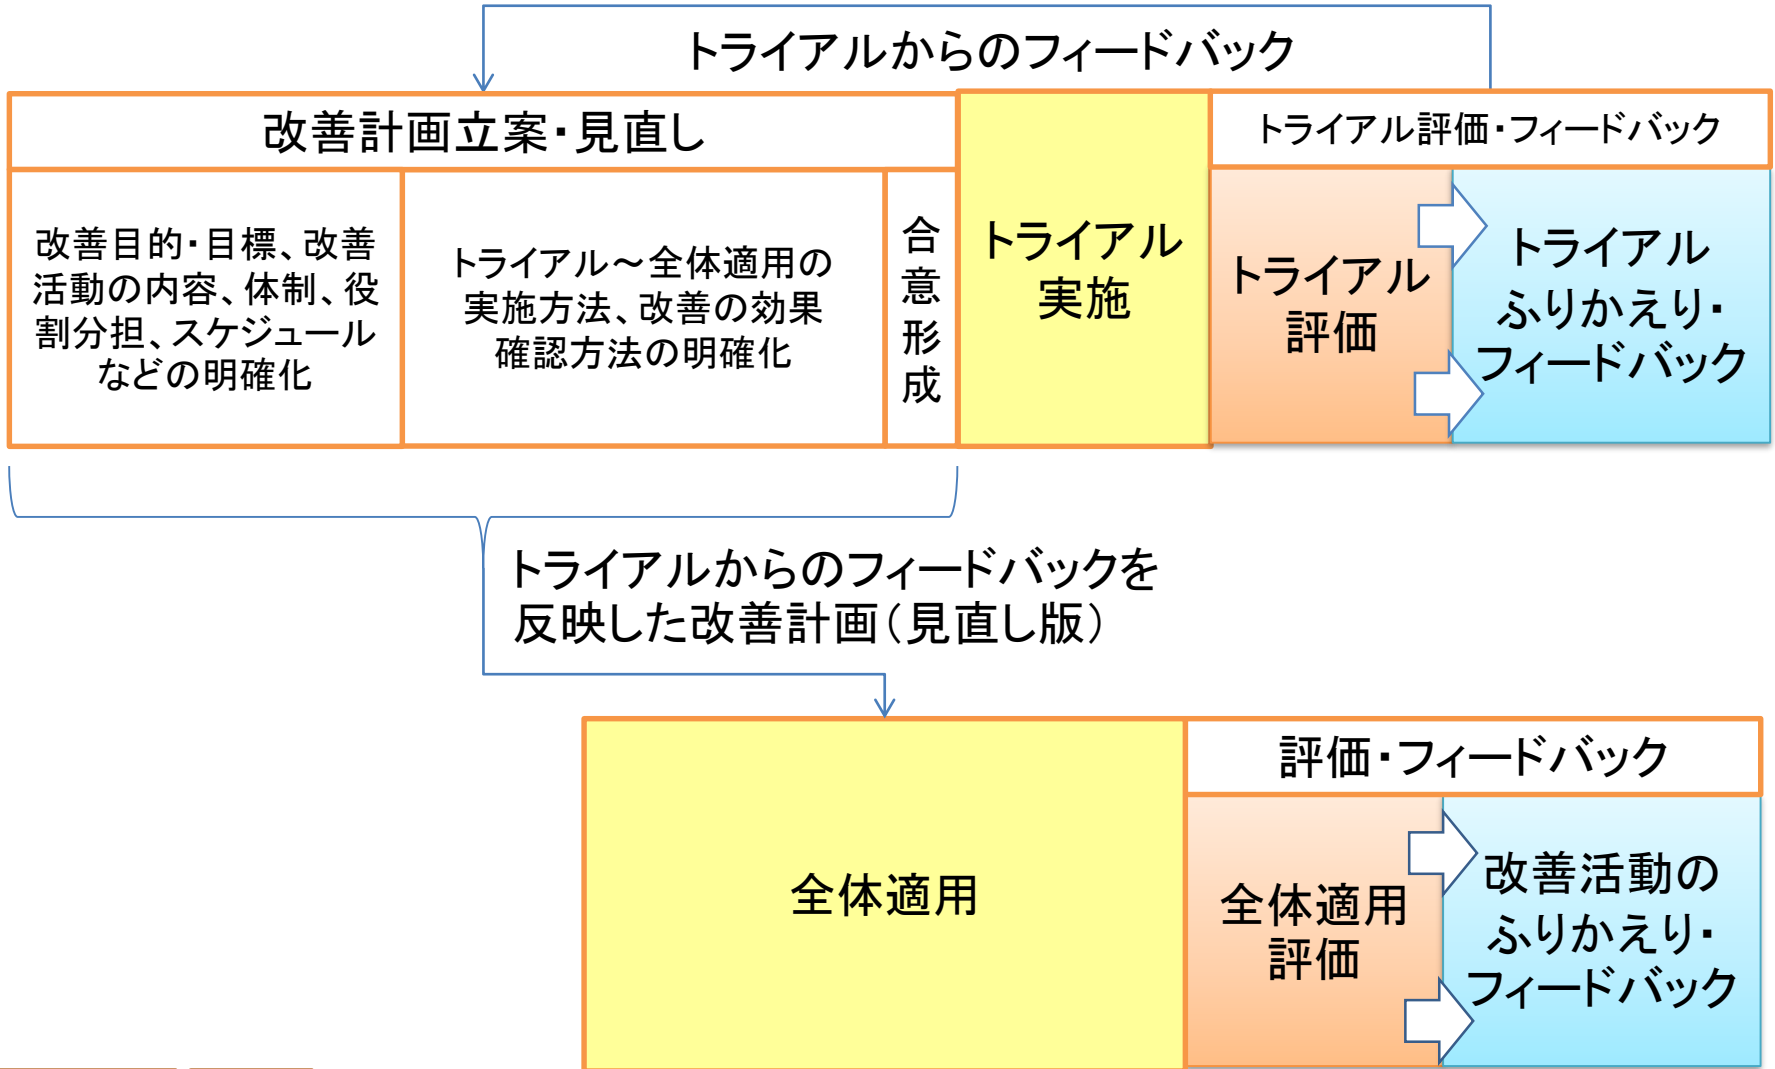 トライアルからのフィードバック
改善計画立案・見直し
トライアル評価・フィードバック
改善目的・目標、改善
活動の内容、体制、役
割分担、スケジュール
などの明確化
トライアル～全体適用の
実施方法、改善の効果
確認方法の明確化
合
意
形
成
トライアル
実施
トライアル
評価
トライアル
ふりかえり・
フィードバック
トライアルからのフィードバックを
反映した改善計画（見直し版）
全体適用
評価・フィードバック
全体適用
評価
改善活動の
ふりかえり・
フィードバック